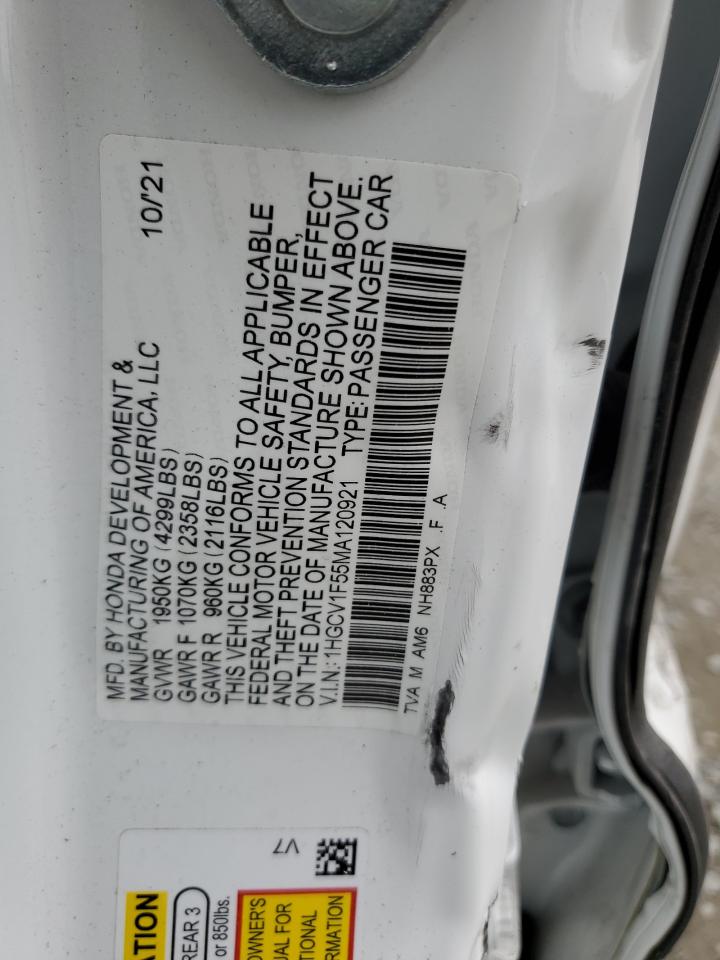 MFD. BY HONDA DEVELOPMENT &
MANUFACTURING OF AMERICA, LLC 10/'21
GVWR 1950KG (4299LBS)
GAWR F 1070KG (2358LBS)
GAWR R 960KG (2116LBS)
THIS VEHICLE CONFORMS TO ALL APPLICABLE
FEDERAL MOTOR VEHICLE SAFETY, BUMPER,
AND THEFT PREVENTION STANDARDS IN EFFECT
ON THE DATE OF MANUFACTURE SHOWN ABOVE.
V.I.N.: 1HGCV1F55MA120921 TYPE: PASSENGER CAR
TVA M AM6 NH883PX .F .A
ATION
REAR 3
or 850lbs.
OWNER'S
UAL FOR
TIONAL
RMATION